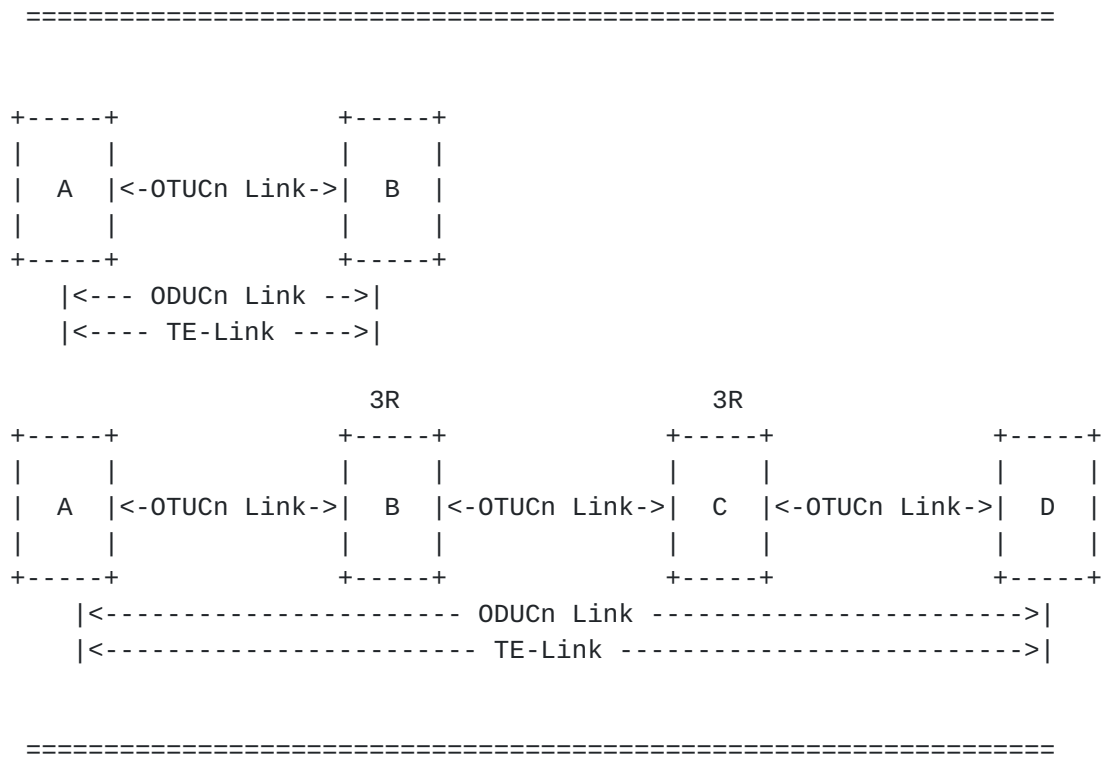 ==================================================================
+-----+              +-----+
|     |              |     |
|  A  |<-OTUCn Link->|  B  |
|     |              |     |
+-----+              +-----+
   |<--- ODUCn Link -->|
   |<---- TE-Link ---->|
                       3R                    3R
+-----+              +-----+              +-----+              +-----+
|     |              |     |              |     |              |     |
|  A  |<-OTUCn Link->|  B  |<-OTUCn Link->|  C  |<-OTUCn Link->|  D  |
|     |              |     |              |     |              |     |
+-----+              +-----+              +-----+              +-----+
    |<----------------------- ODUCn Link ------------------------>|
    |<------------------------ TE-Link -------------------------->|
==================================================================